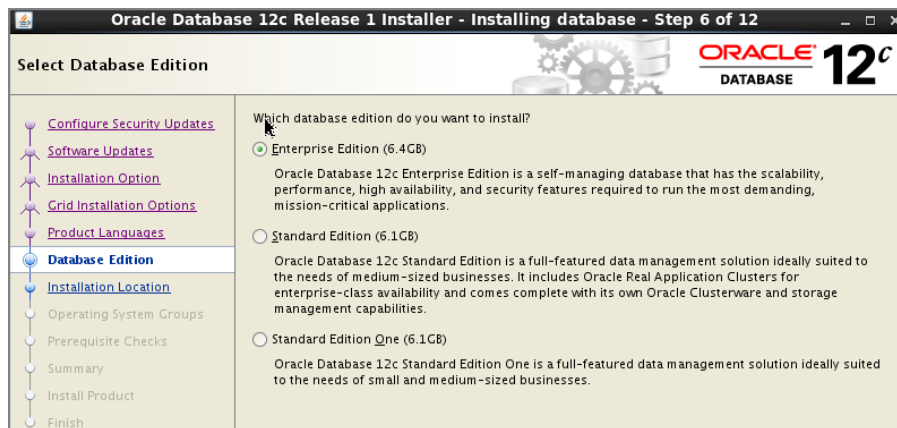 Oracle Database 12c Release 1 Installer - Installing database - Step 6 of 12
Select Database Edition
ORACLE
DATABASE
12c
Configure Security Updates
Software Updates
Installation Option
Grid Installation Options
Product Languages
Database Edition
Installation Location
Operating System Groups
Prerequisite Checks
Summary
Install Product
Finish
Which database edition do you want to install?
Enterprise Edition (6.4GB)
Oracle Database 12c Enterprise Edition is a self-managing database that has the scalability,
performance, high availability, and security features required to run the most demanding,
mission-critical applications.
Standard Edition (6.1GB)
Oracle Database 12c Standard Edition is a full-featured data management solution ideally suited to
the needs of medium-sized businesses. It includes Oracle Real Application Clusters for
enterprise-class availability and comes complete with its own Oracle Clusterware and storage
management capabilities.
Standard Edition One (6.1GB)
Oracle Database 12c Standard Edition One is a full-featured data management solution ideally suited
to the needs of small and medium-sized businesses.